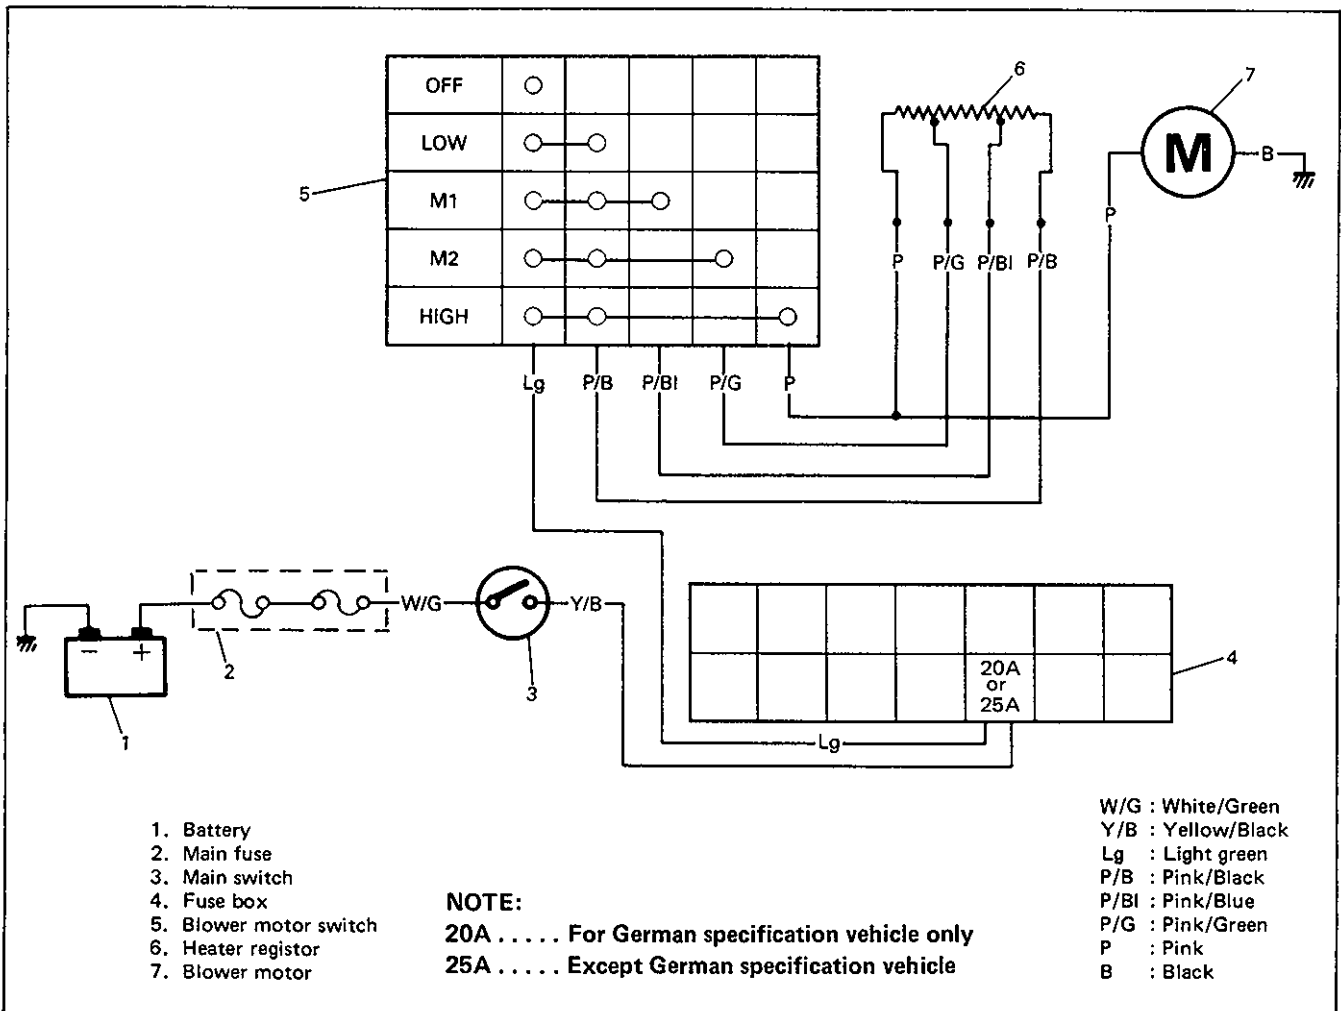 OFF
LOW
M1
M2
HIGH
5
6
7
M
B
P
P P/G P/Bl P/B
Lg P/B P/Bl P/G P
W/G
Y/B
− +
1
2
3
4
20A
or
25A
Lg
1. Battery
2. Main fuse
3. Main switch
4. Fuse box
5. Blower motor switch
6. Heater registor
7. Blower motor
NOTE:
20A ..... For German specification vehicle only
25A ..... Except German specification vehicle
W/G : White/Green
Y/B : Yellow/Black
Lg : Light green
P/B : Pink/Black
P/Bl : Pink/Blue
P/G : Pink/Green
P : Pink
B : Black